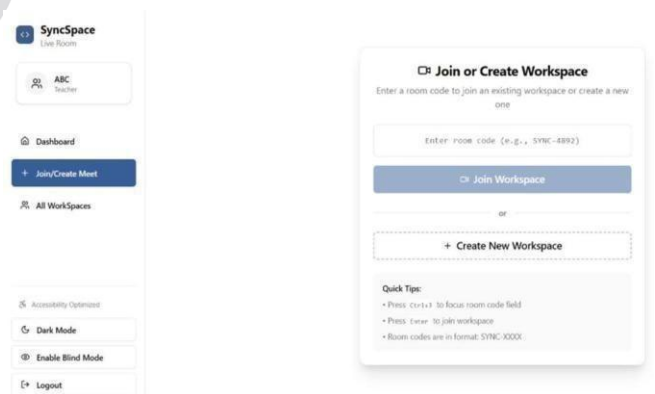 SyncSpace
Live Room
ABC
Teacher
Dashboard
+ Join/Create Meet
All WorkSpaces
Accessibility Optimized
Dark Mode
Enable Blind Mode
Logout
Join or Create Workspace
Enter a room code to join an existing workspace or create a new
one
Enter room code (e.g., SYNC-4892)
Join Workspace
or
+ Create New Workspace
Quick Tips:
• Press Ctrl+J to focus room code field
• Press Enter to join workspace
• Room codes are in format: SYNC-XXXX